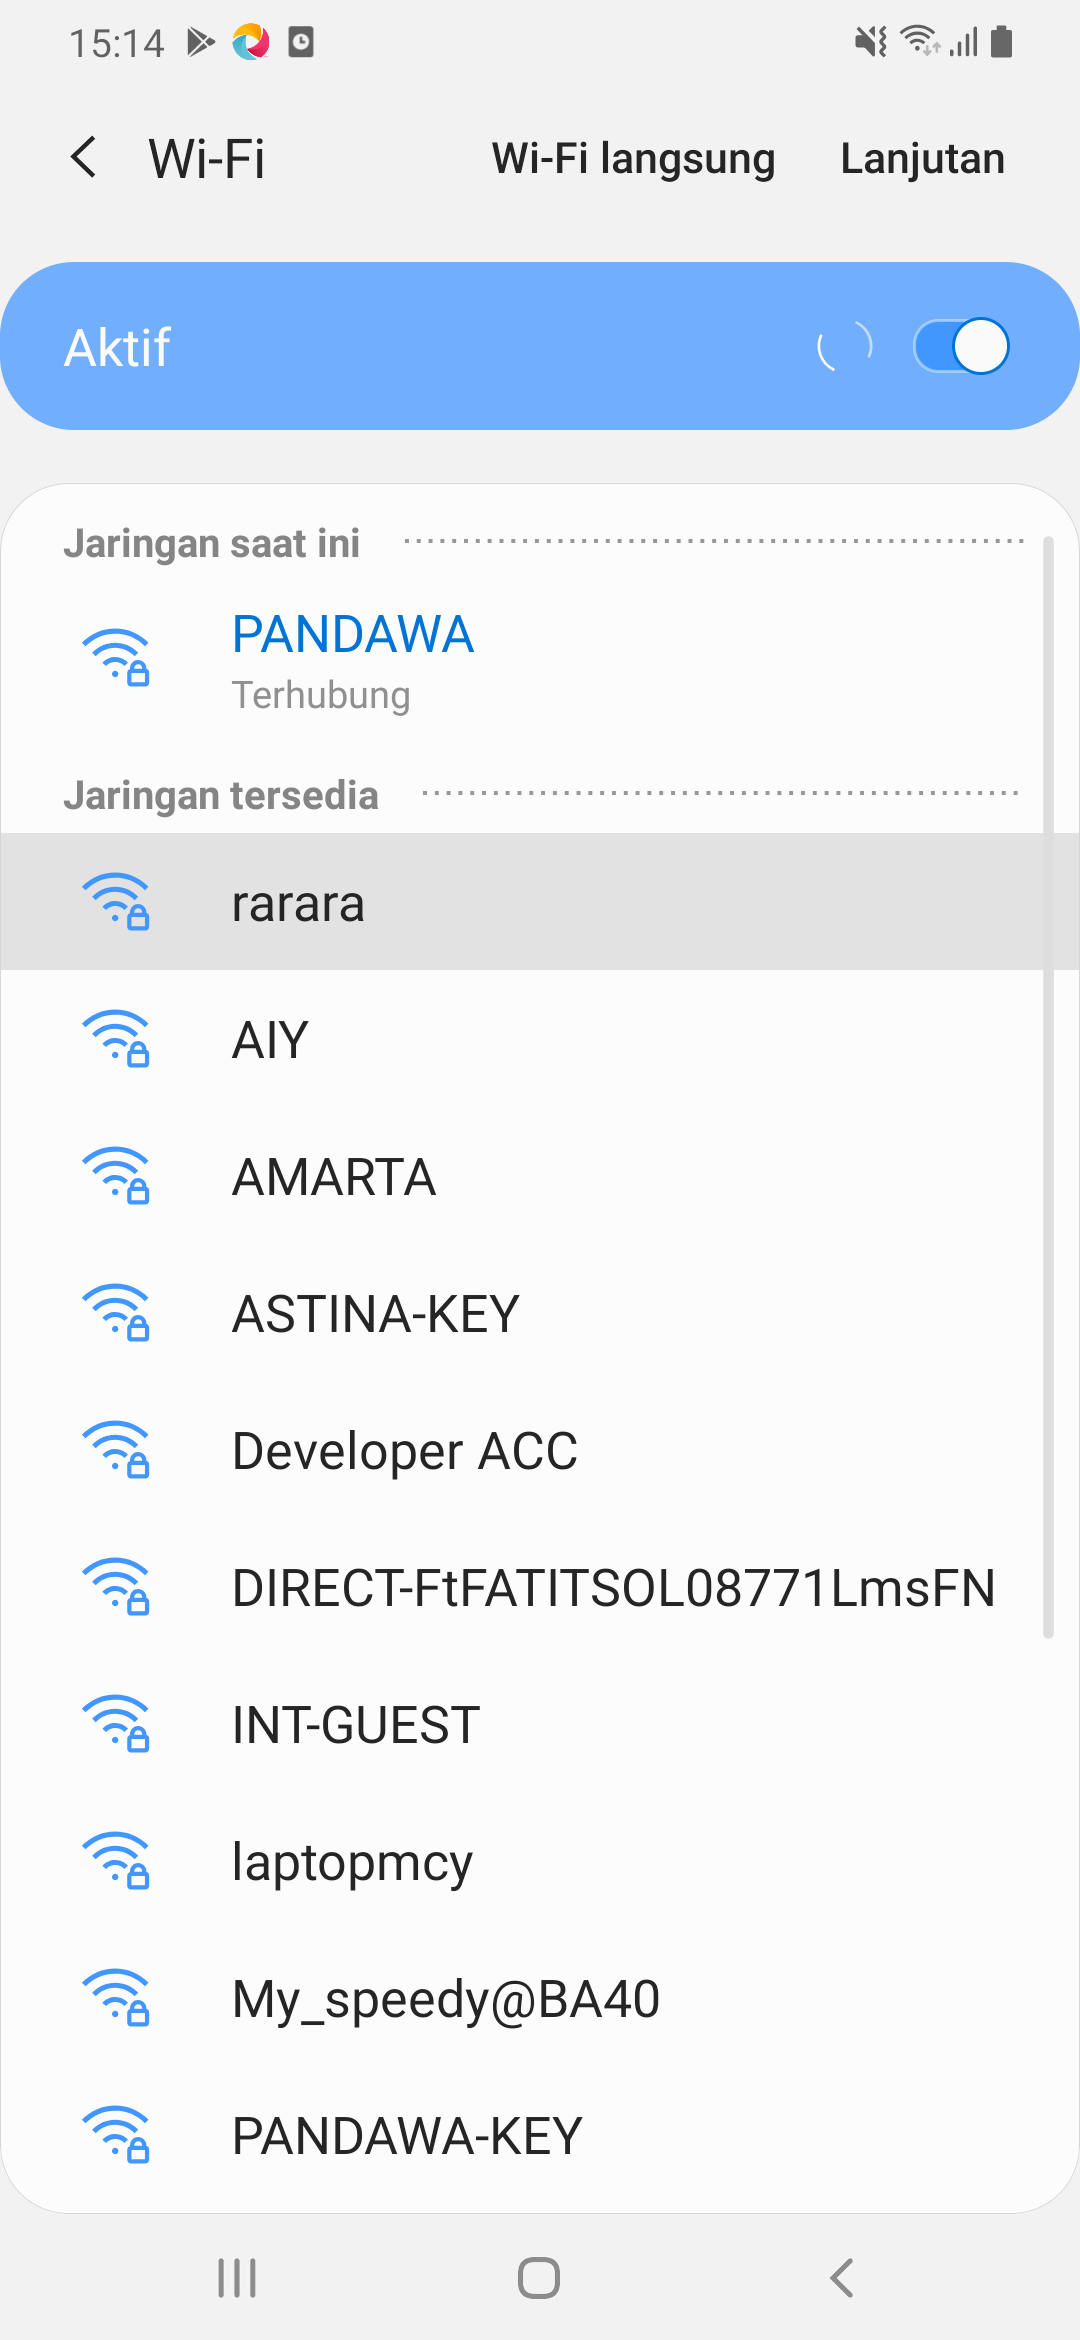 15:14
Wi-Fi Wi-Fi langsung Lanjutan
Aktif
Jaringan saat ini
PANDAWA
Terhubung
Jaringan tersedia
rarara
AIY
AMARTA
ASTINA-KEY
Developer ACC
DIRECT-FtFATITSOL08771LmsFN
INT-GUEST
laptopmcy
My_speedy@BA40
PANDAWA-KEY